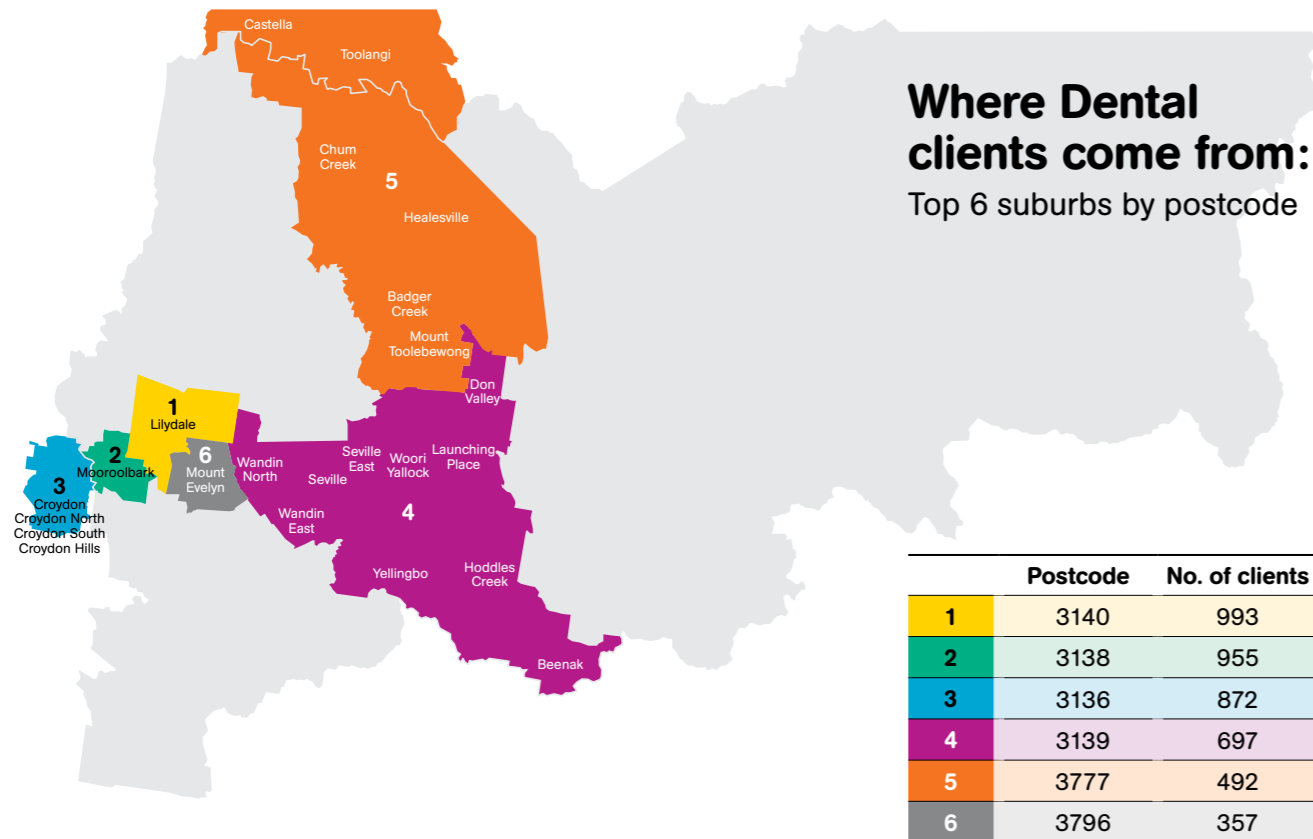 Where Dental
clients come from:
Top 6 suburbs by postcode
Castella
Toolangi
Chum
Creek
5
Healesville
Badger
Creek
Mount
Toolebewong
Don
Valley
1
Lilydale
2
Mooroolbark
6
Mount
Evelyn
3
Croydon
Croydon North
Croydon South
Croydon Hills
Wandin
North
Seville
Seville
East
Woori
Yallock
Launching
Place
Wandin
East
4
Yellingbo
Hoddles
Creek
Beenak
Postcode No. of clients
1 3140 993
2 3138 955
3 3136 872
4 3139 697
5 3777 492
6 3796 357